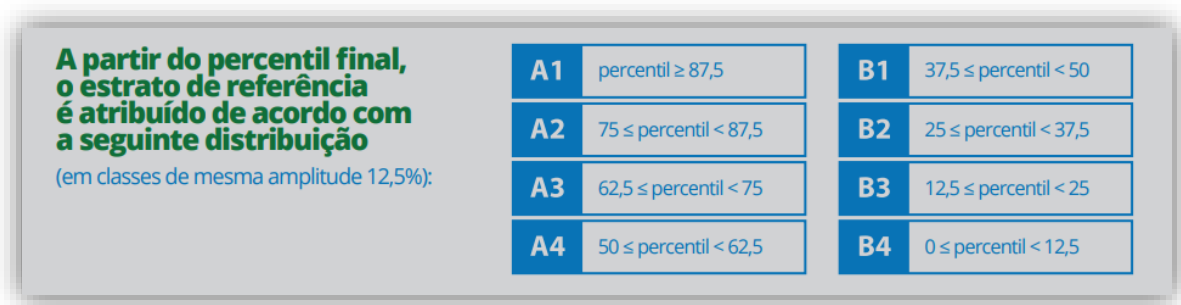 A partir do percentil final,
o estrato de referência
é atribuído de acordo com
a seguinte distribuição
(em classes de mesma amplitude 12,5%):
A1 percentil ≥ 87,5
A2 75 ≤ percentil < 87,5
A3 62,5 ≤ percentil < 75
A4 50 ≤ percentil < 62,5
B1 37,5 ≤ percentil < 50
B2 25 ≤ percentil < 37,5
B3 12,5 ≤ percentil < 25
B4 0 ≤ percentil < 12,5